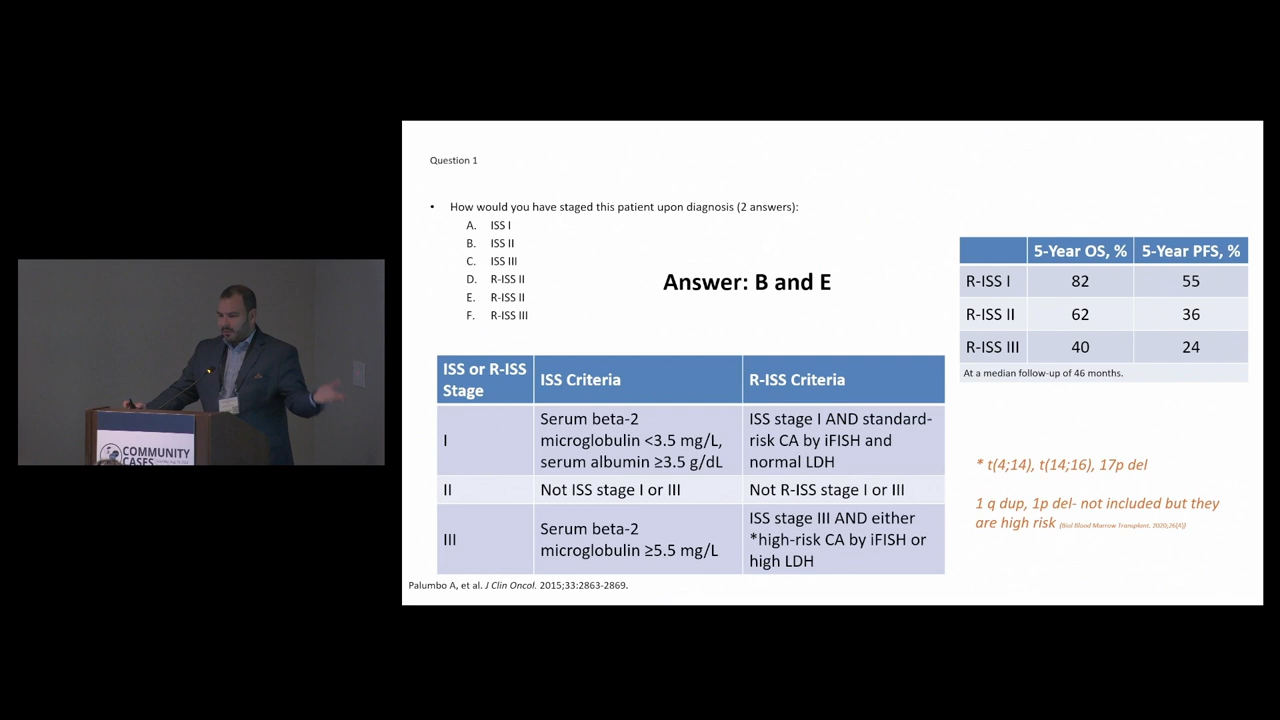 Question 1
• How would you have staged this patient upon diagnosis (2 answers):
A. ISS I
B. ISS II
C. ISS III
D. R-ISS II
E. R-ISS II
F. R-ISS III
Answer: B and E
5-Year OS, % 5-Year PFS, %
R-ISS I 82 55
R-ISS II 62 36
R-ISS III 40 24
At a median follow-up of 46 months.
ISS or R-ISS
Stage
ISS Criteria
R-ISS Criteria
I
Serum beta-2
microglobulin <3.5 mg/L,
serum albumin ≥3.5 g/dL
ISS stage I AND standard-
risk CA by iFISH and
normal LDH
II
Not ISS stage I or III
Not R-ISS stage I or III
III
Serum beta-2
microglobulin ≥5.5 mg/L
ISS stage III AND either
*high-risk CA by iFISH or
high LDH
* t(4;14), t(14;16), 17p del
1 q dup, 1p del- not included but they
are high risk (Biol Blood Marrow Transplant. 2020;26[A])
Palumbo A, et al. J Clin Oncol. 2015;33:2863-2869.
COMMUNITY
CASES